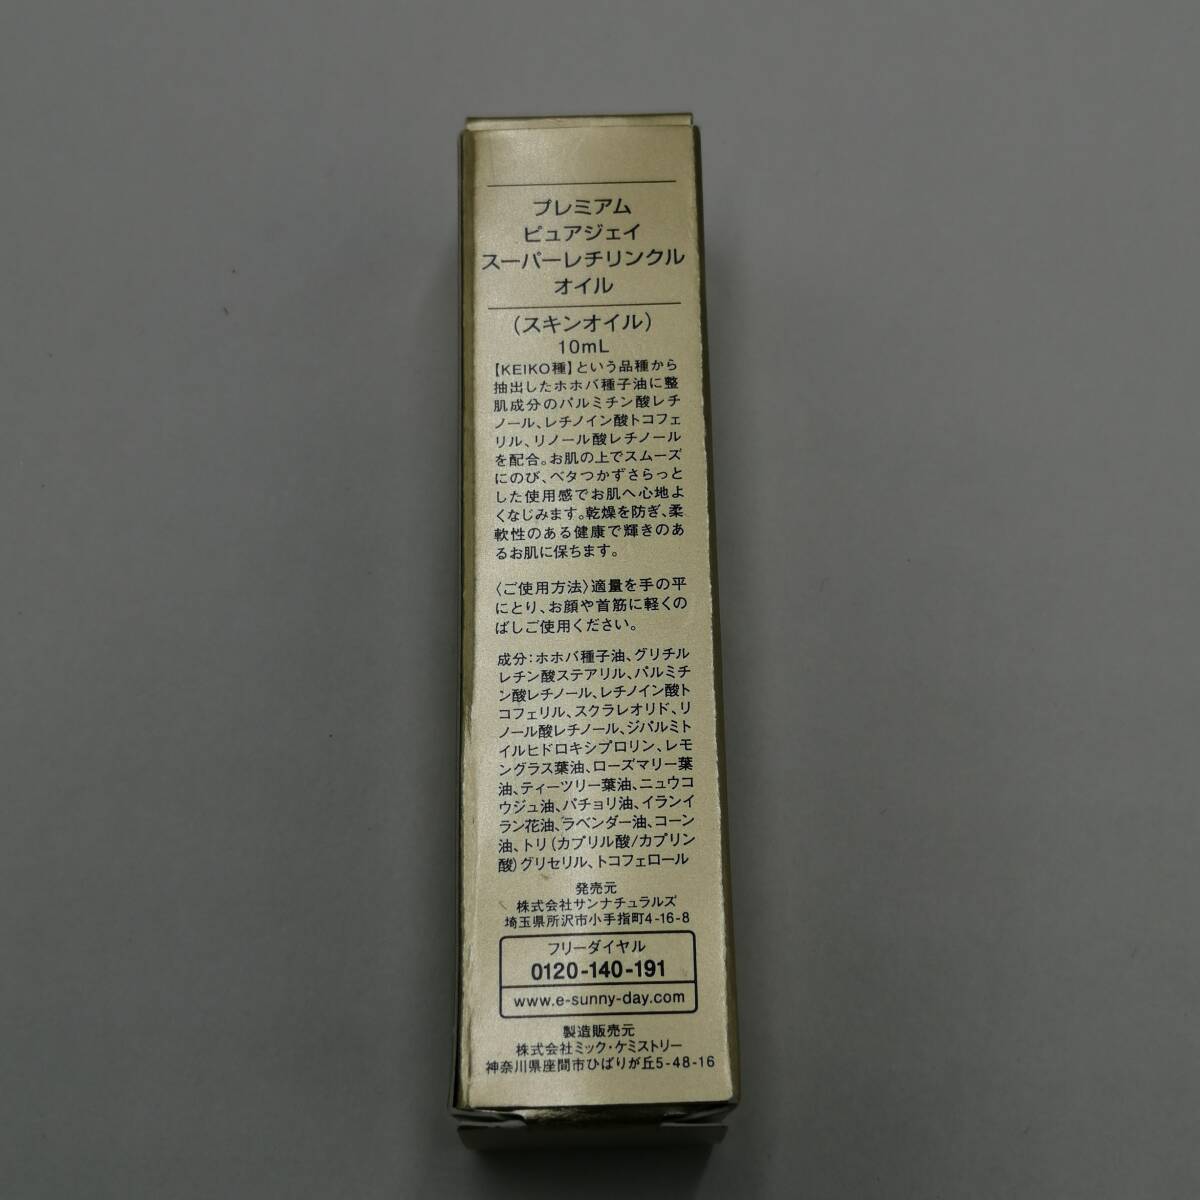 プレミアム
ピュアジェイ
スーパーレチリンクル
オイル
(スキンオイル)
10mL
【KEIKO種】という品種から
抽出したホホバ種子油に整
肌成分のパルミチン酸レチ
ノール、レチノイン酸トコフェ
リル、リノール酸レチノール
を配合。お肌の上でスムーズ
にのび、ベタつかずさらっと
した使用感でお肌へ心地よ
くなじみます。乾燥を防ぎ、柔
軟性のある健康で輝きのあ
るお肌に保ちます。
〈ご使用方法〉適量を手の平
にとり、お顔や首筋に軽くの
ばしご使用ください。
成分:ホホバ種子油、グリチル
レチン酸ステアリル、パルミチ
ン酸レチノール、レチノイン酸ト
コフェリル、スクラレオリド、リ
ノール酸レチノール、ジパルミト
イルヒドロキシプロリン、レモ
ングラス葉油、ローズマリー葉
油、ティーツリー葉油、ニュウコ
ウジュ油、パチョリ油、イランイ
ラン花油、ラベンダー油、コーン
油、トリ(カプリル酸/カプリン
酸)グリセリル、トコフェロール
発売元
株式会社サンナチュラルズ
埼玉県所沢市小手指町4-16-8
フリーダイヤル
0120-140-191
www.e-sunny-day.com
製造販売元
株式会社ミック・ケミストリー
神奈川県座間市ひばりが丘5-48-16